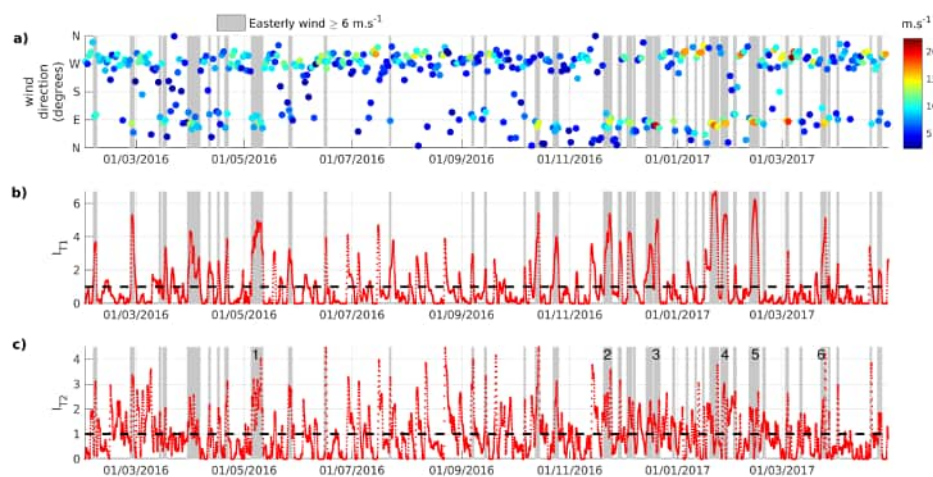 Easterly wind ≥ 6 m.s⁻¹
m.s⁻¹
a)
wind
direction
(degrees)
N
W
S
E
N
01/03/2016 01/05/2016 01/07/2016 01/09/2016 01/11/2016 01/01/2017 01/03/2017
20
15
10
5
b)
I_T1
6
4
2
0
01/03/2016 01/05/2016 01/07/2016 01/09/2016 01/11/2016 01/01/2017 01/03/2017
c)
I_T2
1 2 3 4 5 6
4
3
2
1
0
01/03/2016 01/05/2016 01/07/2016 01/09/2016 01/11/2016 01/01/2017 01/03/2017